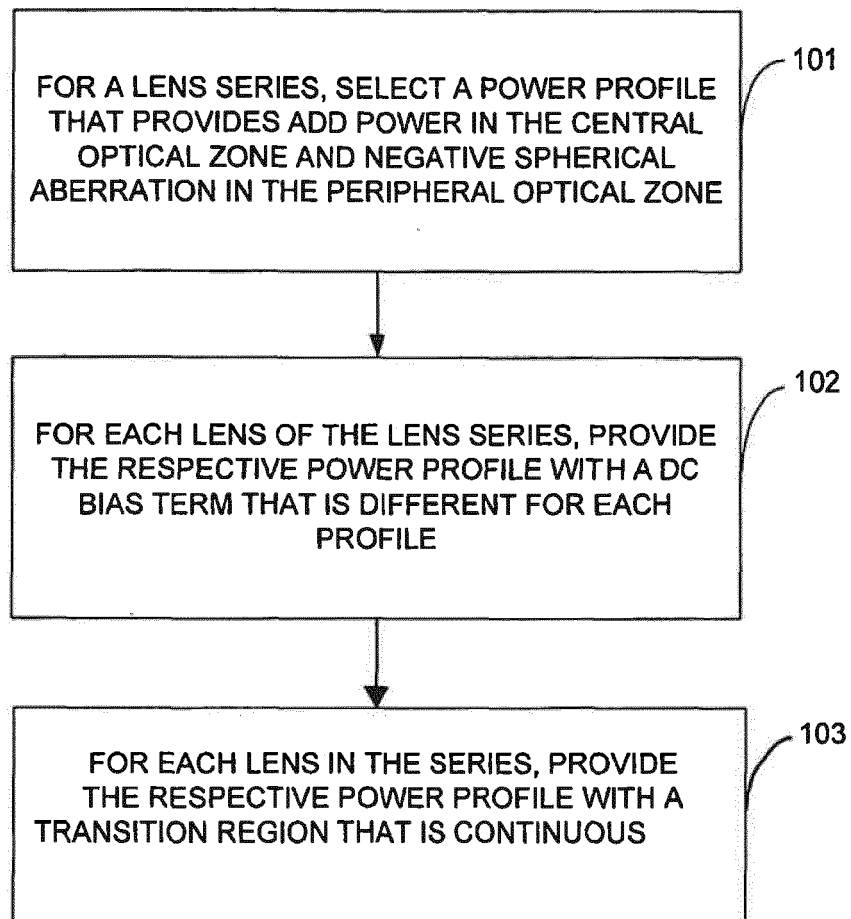 101
FOR A LENS SERIES, SELECT A POWER PROFILE
THAT PROVIDES ADD POWER IN THE CENTRAL
OPTICAL ZONE AND NEGATIVE SPHERICAL
ABERRATION IN THE PERIPHERAL OPTICAL ZONE
102
FOR EACH LENS OF THE LENS SERIES, PROVIDE
THE RESPECTIVE POWER PROFILE WITH A DC
BIAS TERM THAT IS DIFFERENT FOR EACH
PROFILE
103
FOR EACH LENS IN THE SERIES, PROVIDE
THE RESPECTIVE POWER PROFILE WITH A
TRANSITION REGION THAT IS CONTINUOUS